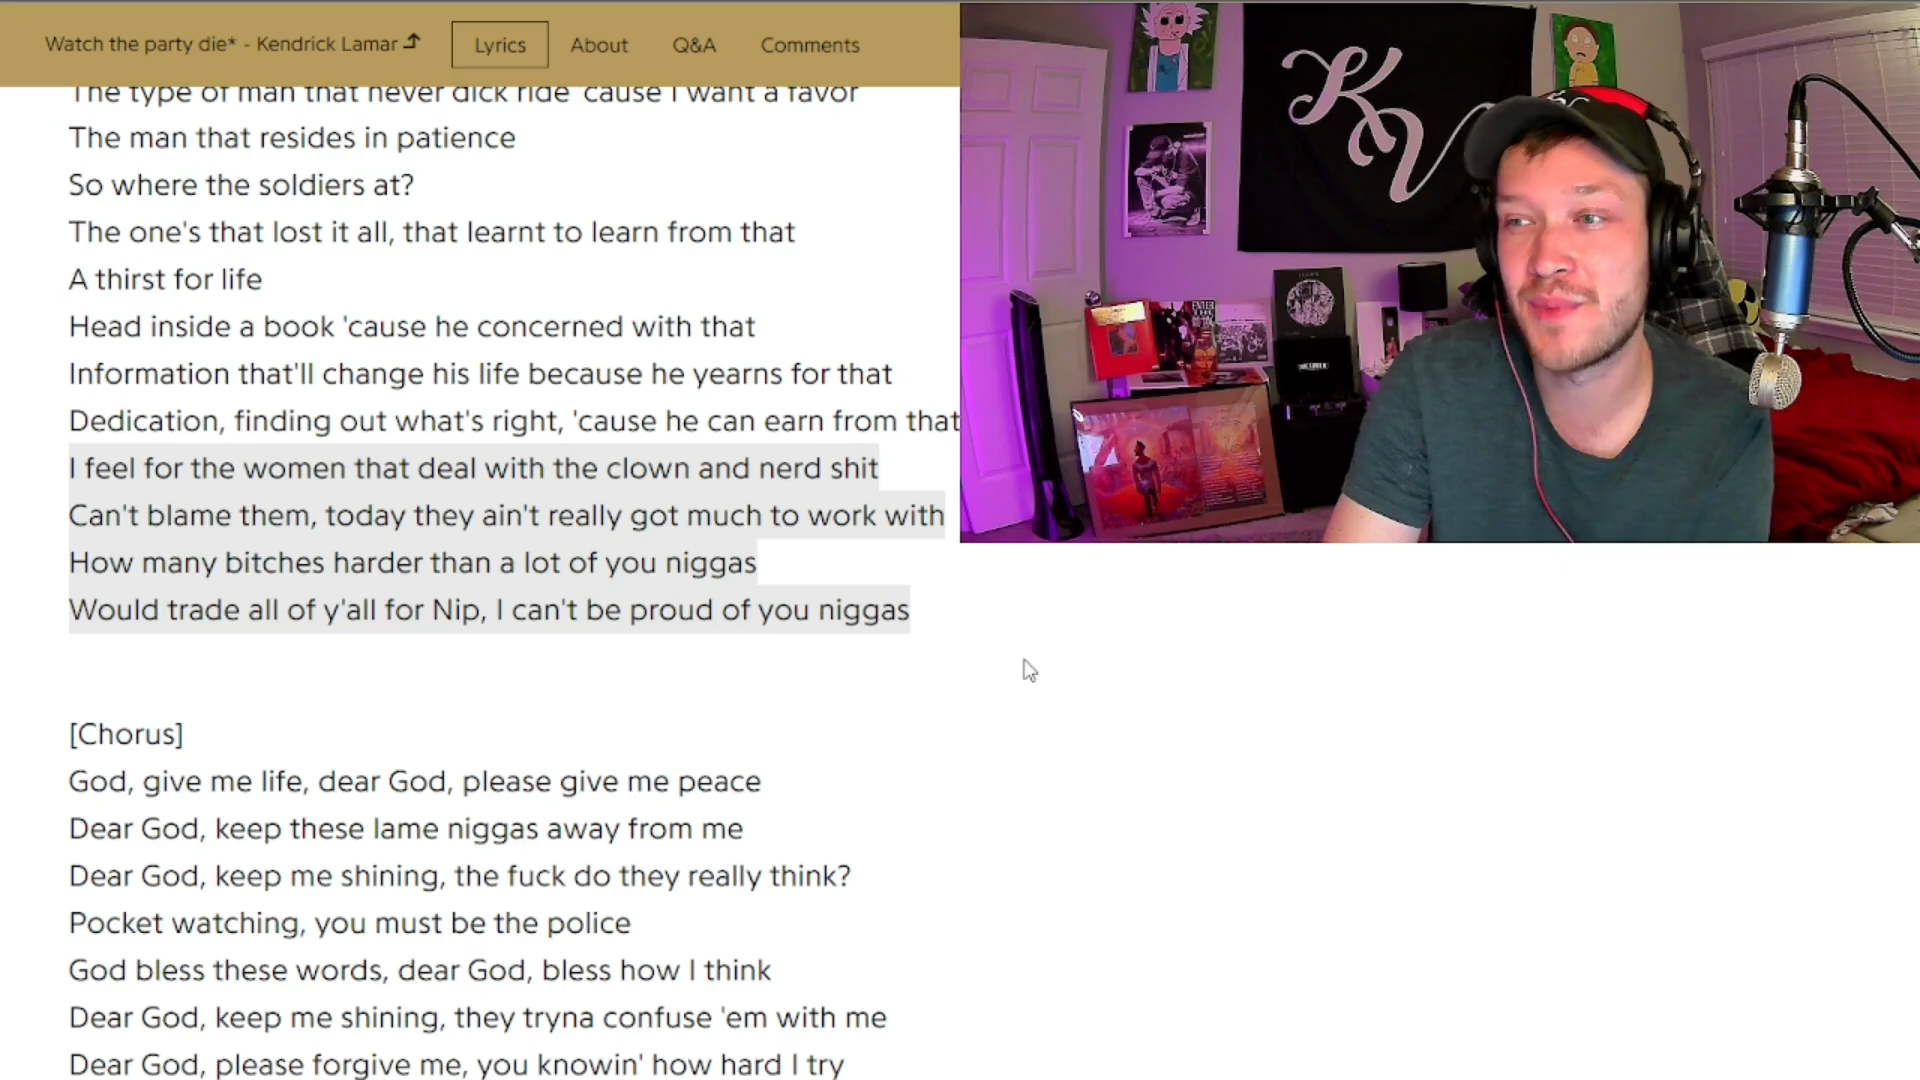 Watch the party die* - Kendrick Lamar
Lyrics
About
Q&A
Comments
The type of man that never dick ride 'cause I want a favor
The man that resides in patience
So where the soldiers at?
The one's that lost it all, that learnt to learn from that
A thirst for life
Head inside a book 'cause he concerned with that
Information that'll change his life because he yearns for that
Dedication, finding out what's right, 'cause he can earn from that
I feel for the women that deal with the clown and nerd shit
Can't blame them, today they ain't really got much to work with
How many bitches harder than a lot of you niggas
Would trade all of y'all for Nip, I can't be proud of you niggas
[Chorus]
God, give me life, dear God, please give me peace
Dear God, keep these lame niggas away from me
Dear God, keep me shining, the fuck do they really think?
Pocket watching, you must be the police
God bless these words, dear God, bless how I think
Dear God, keep me shining, they tryna confuse 'em with me
Dear God, please forgive me, you knowin' how hard I try
KV